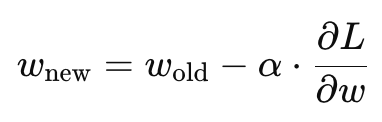 w_new = w_old − α · ∂L/∂w